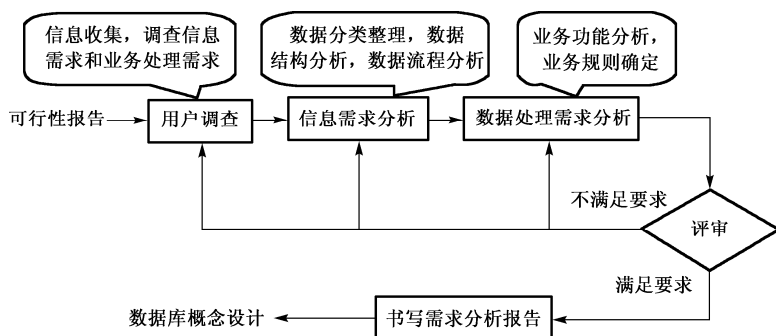 信息收集，调查信息
需求和业务处理需求
数据分类整理，数据
结构分析，数据流程分析
业务功能分析，
业务规则确定
可行性报告
用户调查
信息需求分析
数据处理需求分析
不满足要求
评审
满足要求
书写需求分析报告
数据库概念设计